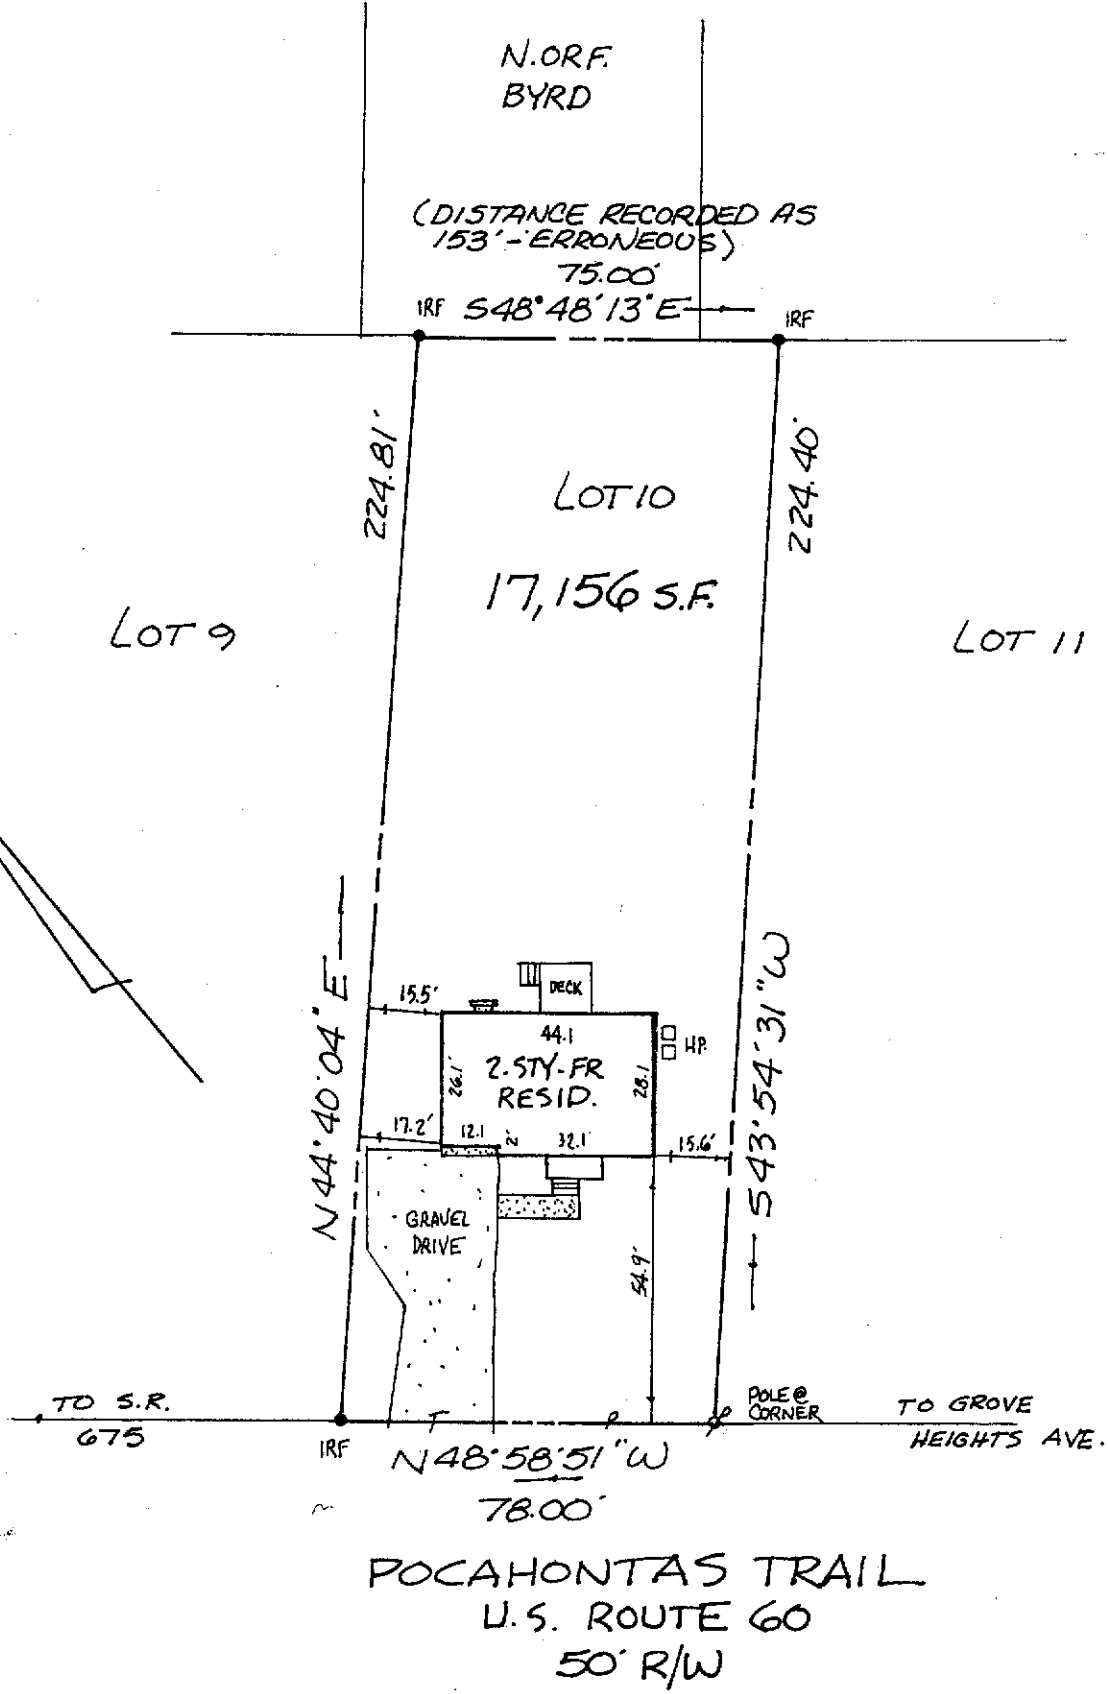 N.OR F.
BYRD
(DISTANCE RECORDED AS
153' - ERRONEOUS)
75.00'
IRF S48°48'13"E
IRF
224.81'
224.40'
LOT 10
17,156 S.F.
LOT 9
LOT 11
N44°40'04"E
S43°54'31"W
15.5'
DECK
44.1
HP.
2.STY-FR
RESID.
26.1'
28.1
17.2'
12.1
2'
32.1'
15.6'
GRAVEL
DRIVE
54.9'
TO S.R.
675
T
P
P
POLE @
CORNER
TO GROVE
HEIGHTS AVE.
IRF
N48°58'51"W
78.00'
POCAHONTAS TRAIL
U.S. ROUTE 60
50' R/W